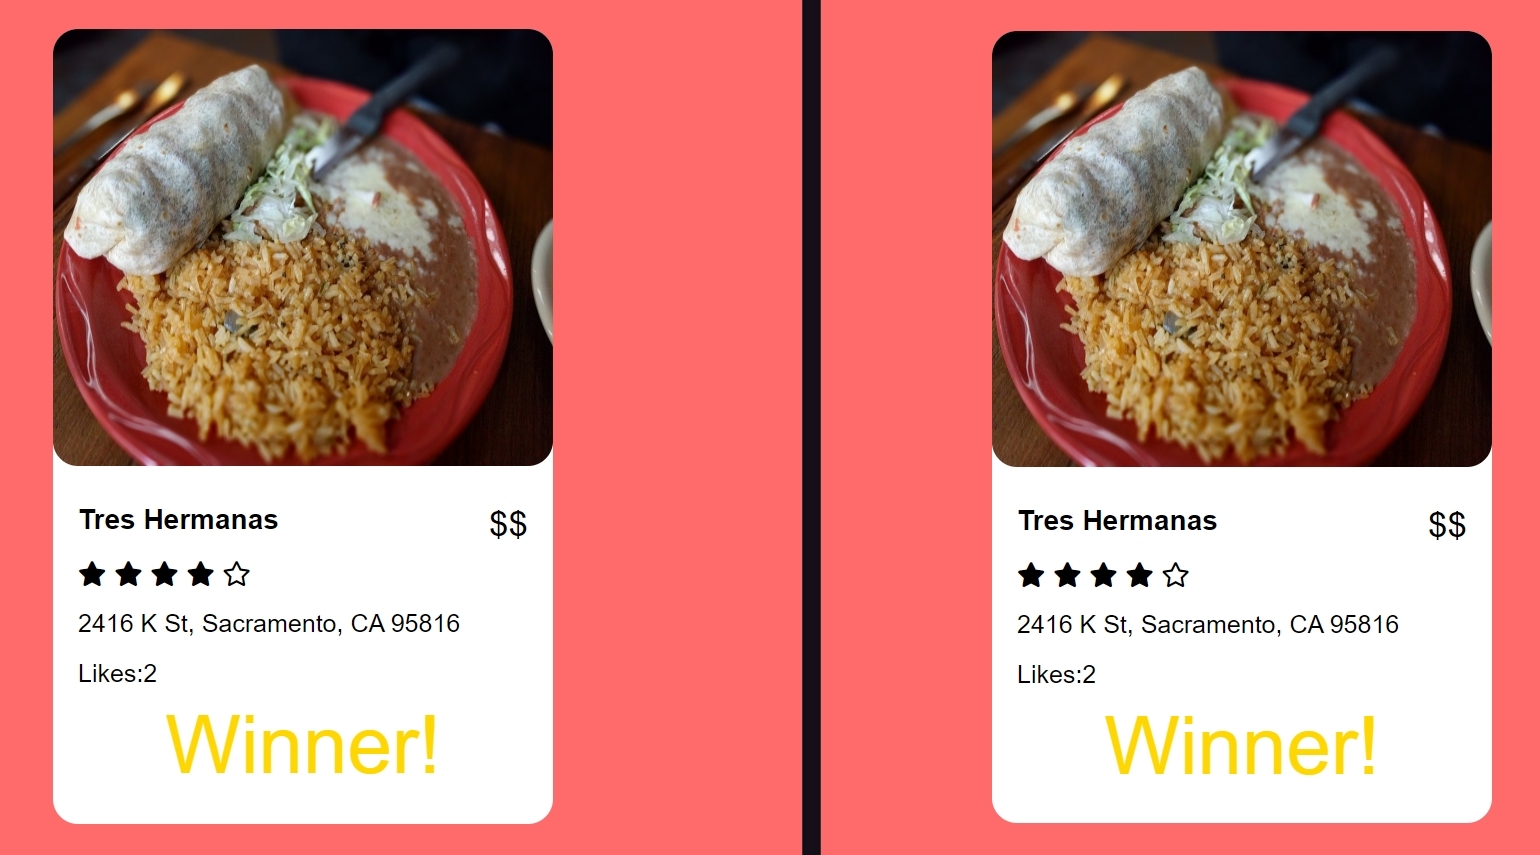 Tres Hermanas
$$
2416 K St, Sacramento, CA 95816
Likes:2
Winner!
Tres Hermanas
$$
2416 K St, Sacramento, CA 95816
Likes:2
Winner!